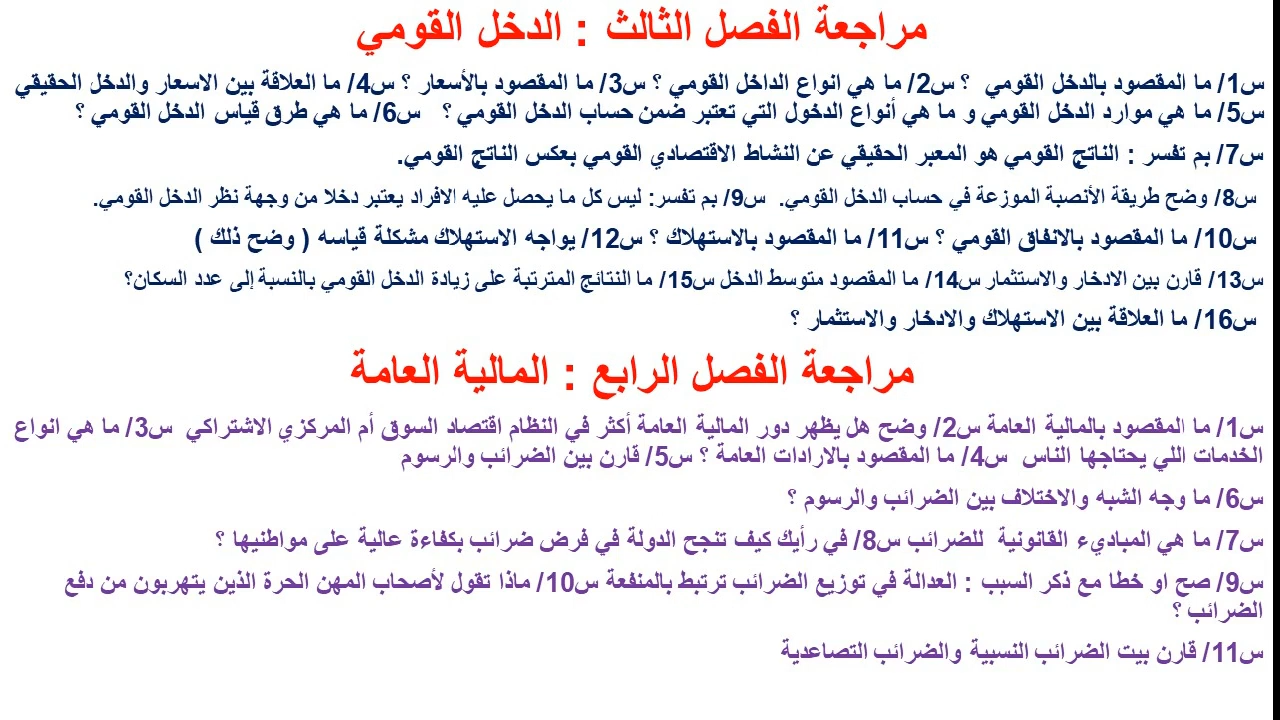 مراجعة الفصل الثالث : الدخل القومي
س1/ ما المقصود بالدخل القومي ؟ س2/ ما هي انواع الداخل القومي ؟ س3/ ما المقصود بالأسعار ؟ س4/ ما العلاقة بين الاسعار والدخل الحقيقي
س5/ ما هي موارد الدخل القومي و ما هي أنواع الدخول التي تعتبر ضمن حساب الدخل القومي ؟ س6/ ما هي طرق قياس الدخل القومي ؟
س7/ بم تفسر : الناتج القومي هو المعبر الحقيقي عن النشاط الاقتصادي القومي بعكس الناتج القومي.
س8/ وضح طريقة الأنصبة الموزعة في حساب الدخل القومي. س9/ بم تفسر: ليس كل ما يحصل عليه الافراد يعتبر دخلا من وجهة نظر الدخل القومي.
س10/ ما المقصود بالانفاق القومي ؟ س11/ ما المقصود بالاستهلاك ؟ س12/ يواجه الاستهلاك مشكلة قياسه ( وضح ذلك )
س13/ قارن بين الادخار والاستثمار س14/ ما المقصود متوسط الدخل س15/ ما النتائج المترتبة على زيادة الدخل القومي بالنسبة إلى عدد السكان؟
س16/ ما العلاقة بين الاستهلاك والادخار والاستثمار ؟
مراجعة الفصل الرابع : المالية العامة
س1/ ما المقصود بالمالية العامة س2/ وضح هل يظهر دور المالية العامة أكثر في النظام اقتصاد السوق أم المركزي الاشتراكي س3/ ما هي انواع
الخدمات اللي يحتاجها الناس س4/ ما المقصود بالارادات العامة ؟ س5/ قارن بين الضرائب والرسوم
س6/ ما وجه الشبه والاختلاف بين الضرائب والرسوم ؟
س7/ ما هي المباديء القانونية للضرائب س8/ في رأيك كيف تنجح الدولة في فرض ضرائب بكفاءة عالية على مواطنيها ؟
س9/ صح او خطا مع ذكر السبب : العدالة في توزيع الضرائب ترتبط بالمنفعة س10/ ماذا تقول لأصحاب المهن الحرة الذين يتهربون من دفع
الضرائب ؟
س11/ قارن بيت الضرائب النسبية والضرائب التصاعدية